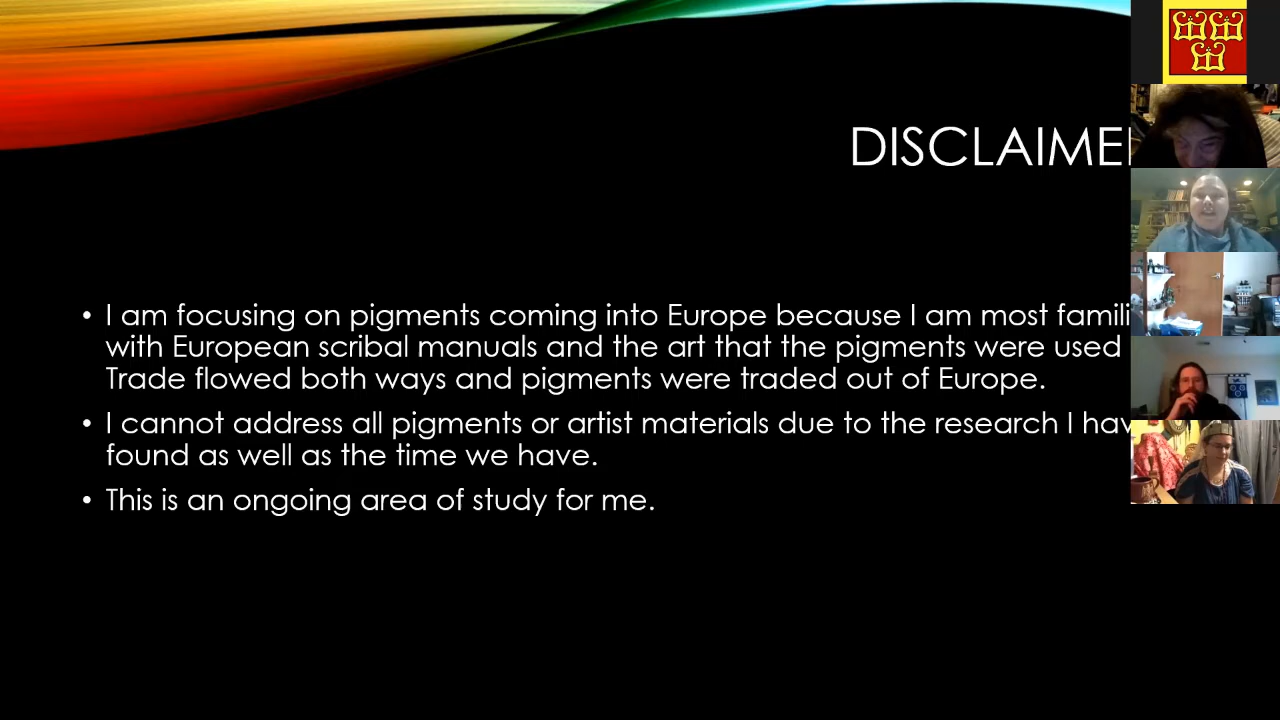 DISCLAIME
• I am focusing on pigments coming into Europe because I am most famili
with European scribal manuals and the art that the pigments were used
Trade flowed both ways and pigments were traded out of Europe.
• I cannot address all pigments or artist materials due to the research I hav
found as well as the time we have.
• This is an ongoing area of study for me.